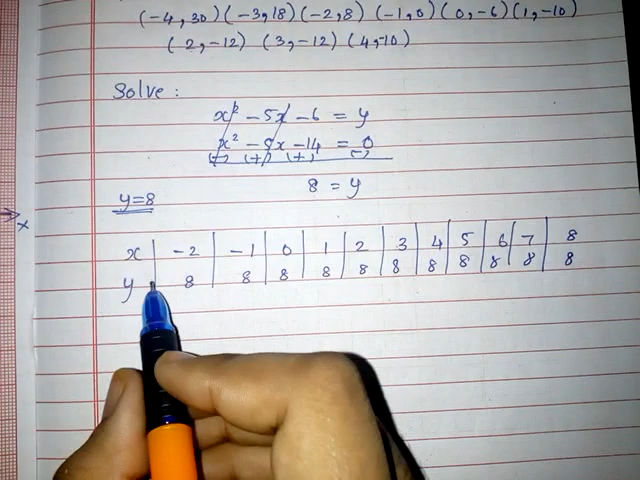 (-4,30)(-3,18)(-2,8)(-1,0)(0,-6)(1,-10)
(2,-12) (3,-12) (4,-10)
Solve :
x² - 5x - 6 = y
x² - 5x - 14 = 0
(-) (+) (+) (-)
8 = y
y=8
x -2 -1 0 1 2 3 4 5 6 7 8
y 8 8 8 8 8 8 8 8 8 8 8
x